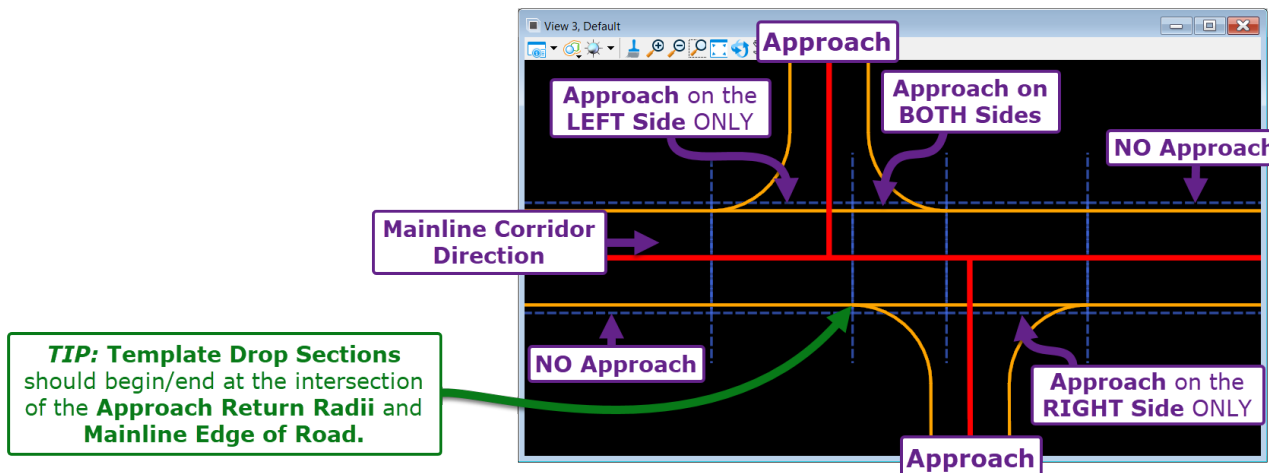 View 3, Default
Approach
Approach on the
LEFT Side ONLY
Approach on
BOTH Sides
NO Approach
Mainline Corridor
Direction
TIP: Template Drop Sections
should begin/end at the intersection
of the Approach Return Radii and
Mainline Edge of Road.
NO Approach
Approach on the
RIGHT Side ONLY
Approach